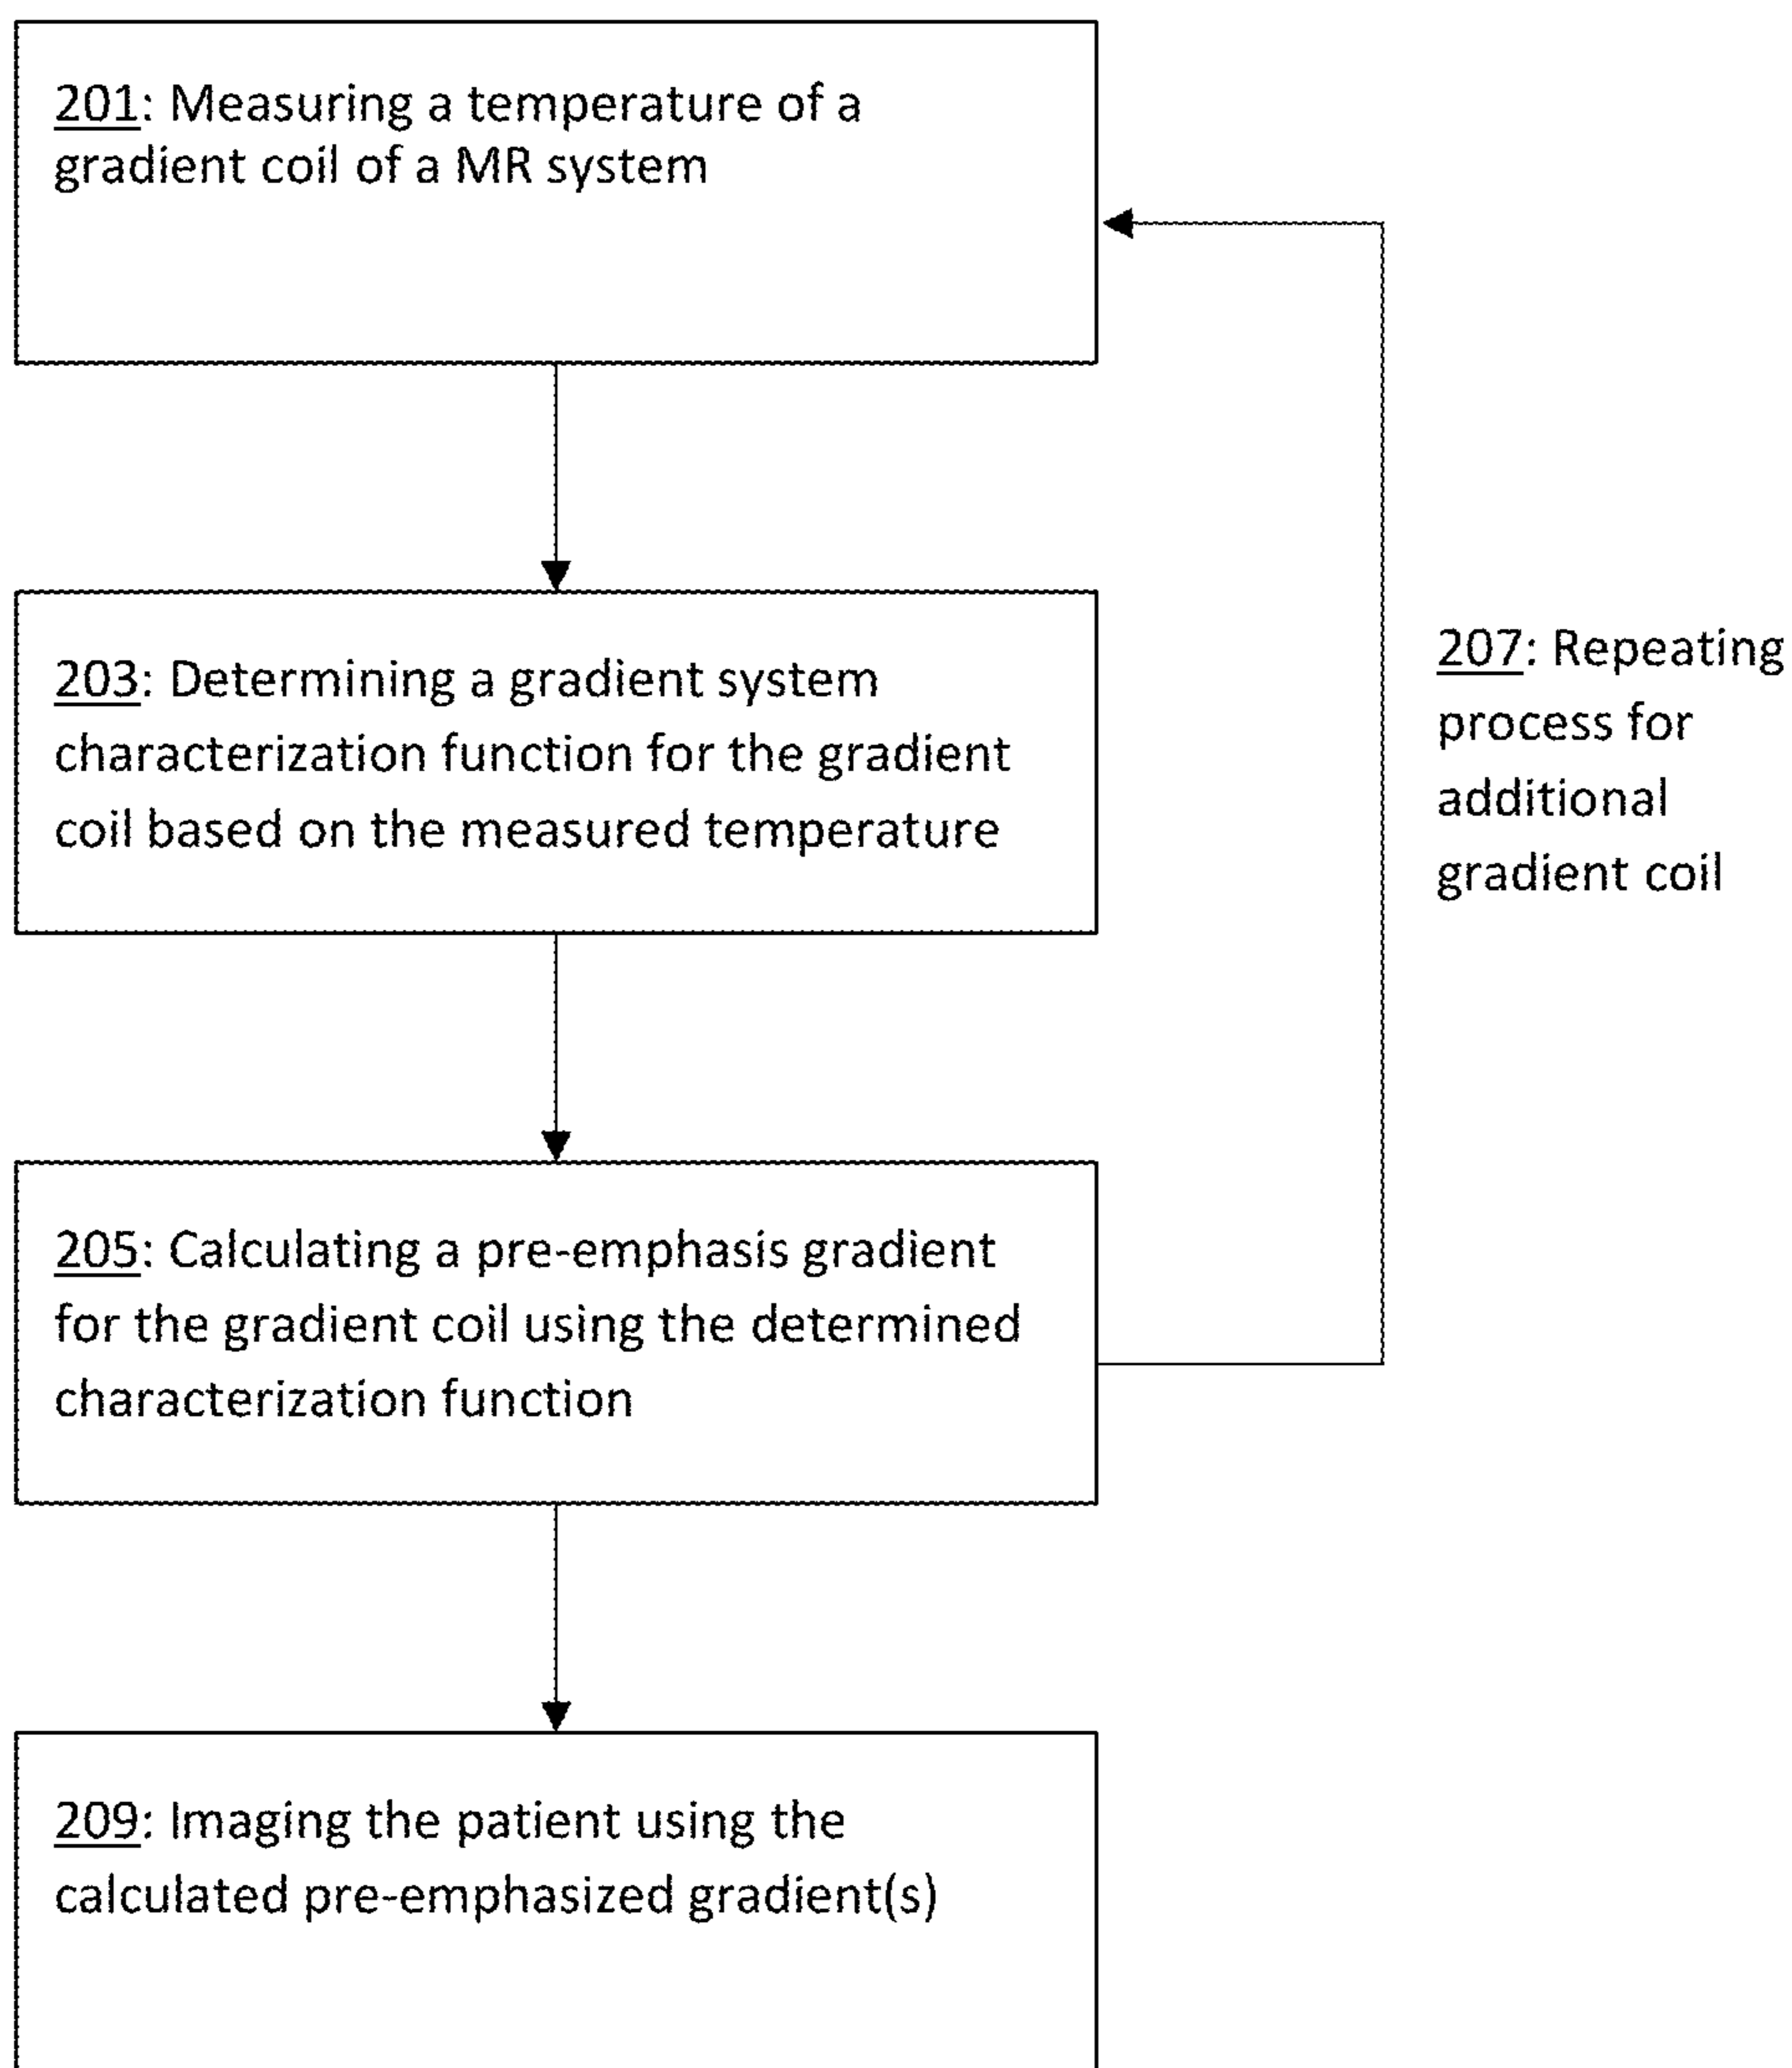 201: Measuring a temperature of a
gradient coil of a MR system
203: Determining a gradient system
characterization function for the gradient
coil based on the measured temperature
207: Repeating
process for
additional
gradient coil
205: Calculating a pre-emphasis gradient
for the gradient coil using the determined
characterization function
209: Imaging the patient using the
calculated pre-emphasized gradient(s)